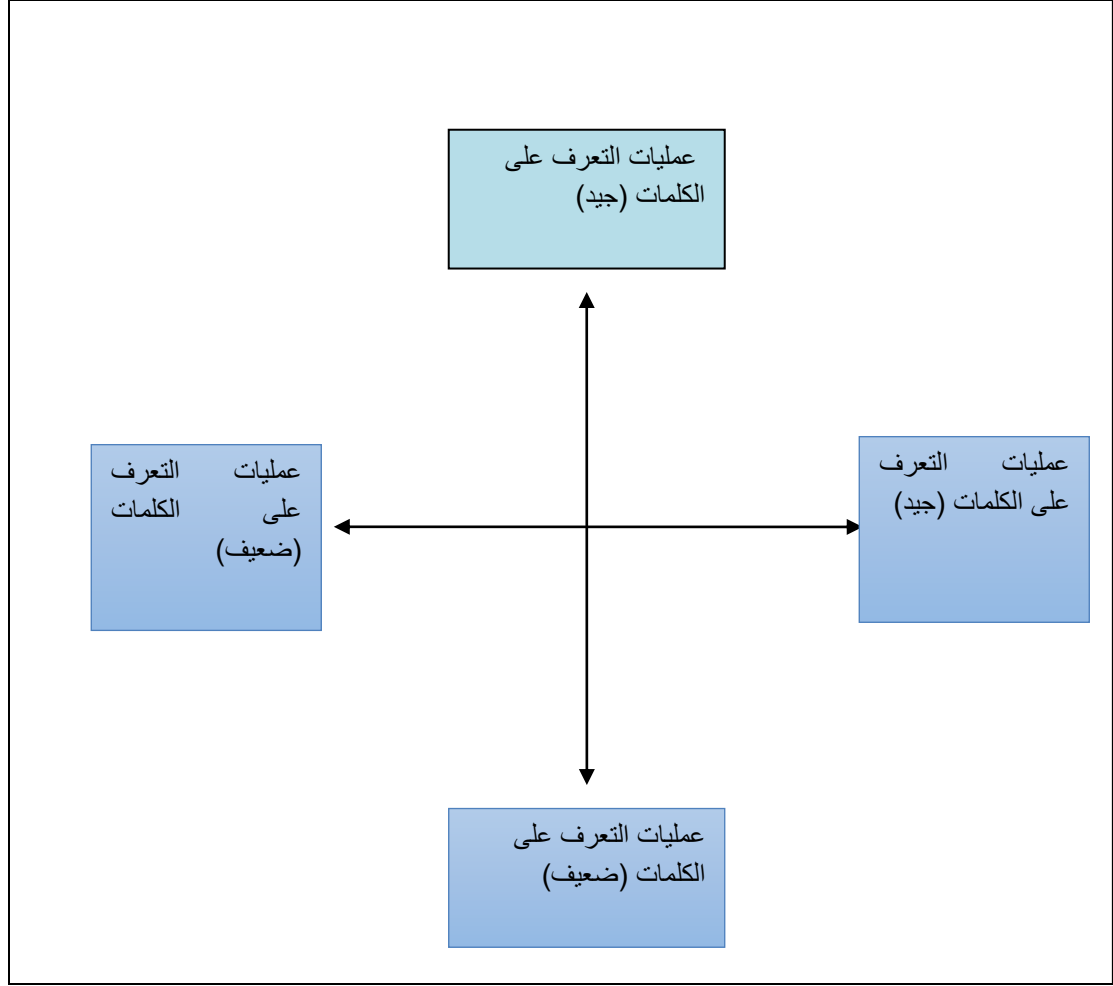 عمليات التعرف على
الكلمات (جيد)
عمليات التعرف
على الكلمات (جيد)
عمليات التعرف
على الكلمات
(ضعيف)
عمليات التعرف على
الكلمات (ضعيف)